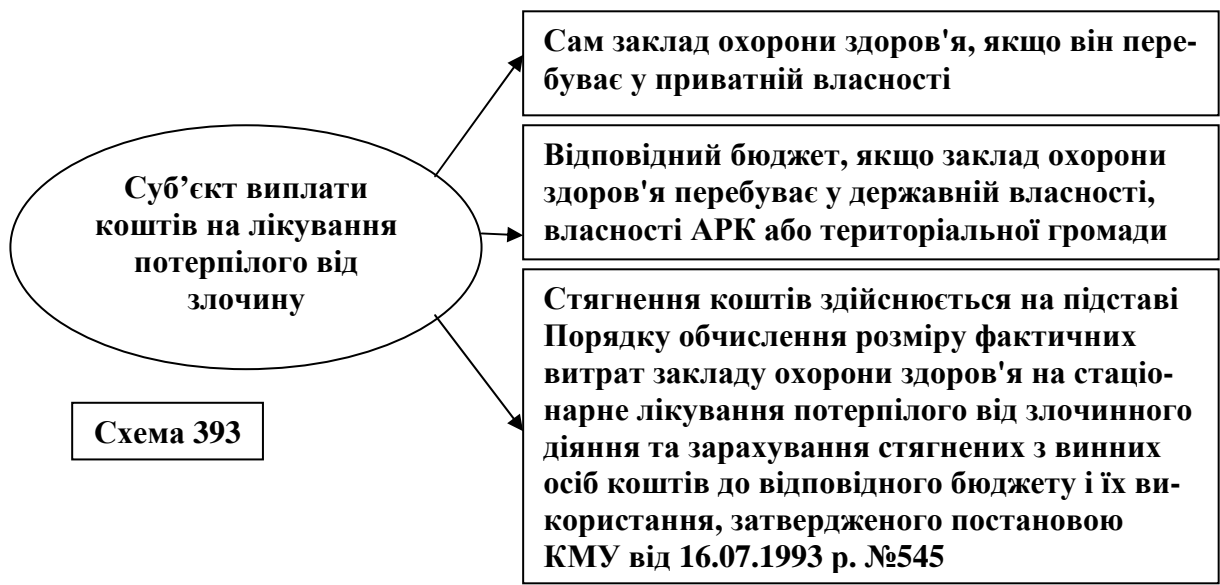 Сам заклад охорони здоров'я, якщо він пере-
буває у приватній власності
Відповідний бюджет, якщо заклад охорони
здоров'я перебуває у державній власності,
власності АРК або територіальної громади
Суб’єкт виплати
коштів на лікування
потерпілого від
злочину
Стягнення коштів здійснюється на підставі
Порядку обчислення розміру фактичних
витрат закладу охорони здоров'я на стаціо-
нарне лікування потерпілого від злочинного
діяння та зарахування стягнених з винних
осіб коштів до відповідного бюджету і їх ви-
користання, затвердженого постановою
КМУ від 16.07.1993 р. №545
Схема 393